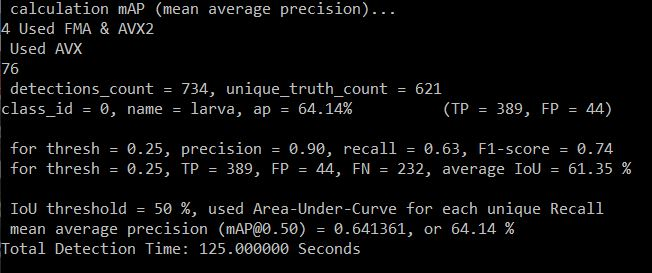 calculation mAP (mean average precision)...
4 Used FMA & AVX2
Used AVX
76
detections_count = 734, unique_truth_count = 621
class_id = 0, name = larva, ap = 64.14% (TP = 389, FP = 44)
for thresh = 0.25, precision = 0.90, recall = 0.63, F1-score = 0.74
for thresh = 0.25, TP = 389, FP = 44, FN = 232, average IoU = 61.35 %
IoU threshold = 50 %, used Area-Under-Curve for each unique Recall
mean average precision (mAP@0.50) = 0.641361, or 64.14 %
Total Detection Time: 125.000000 Seconds